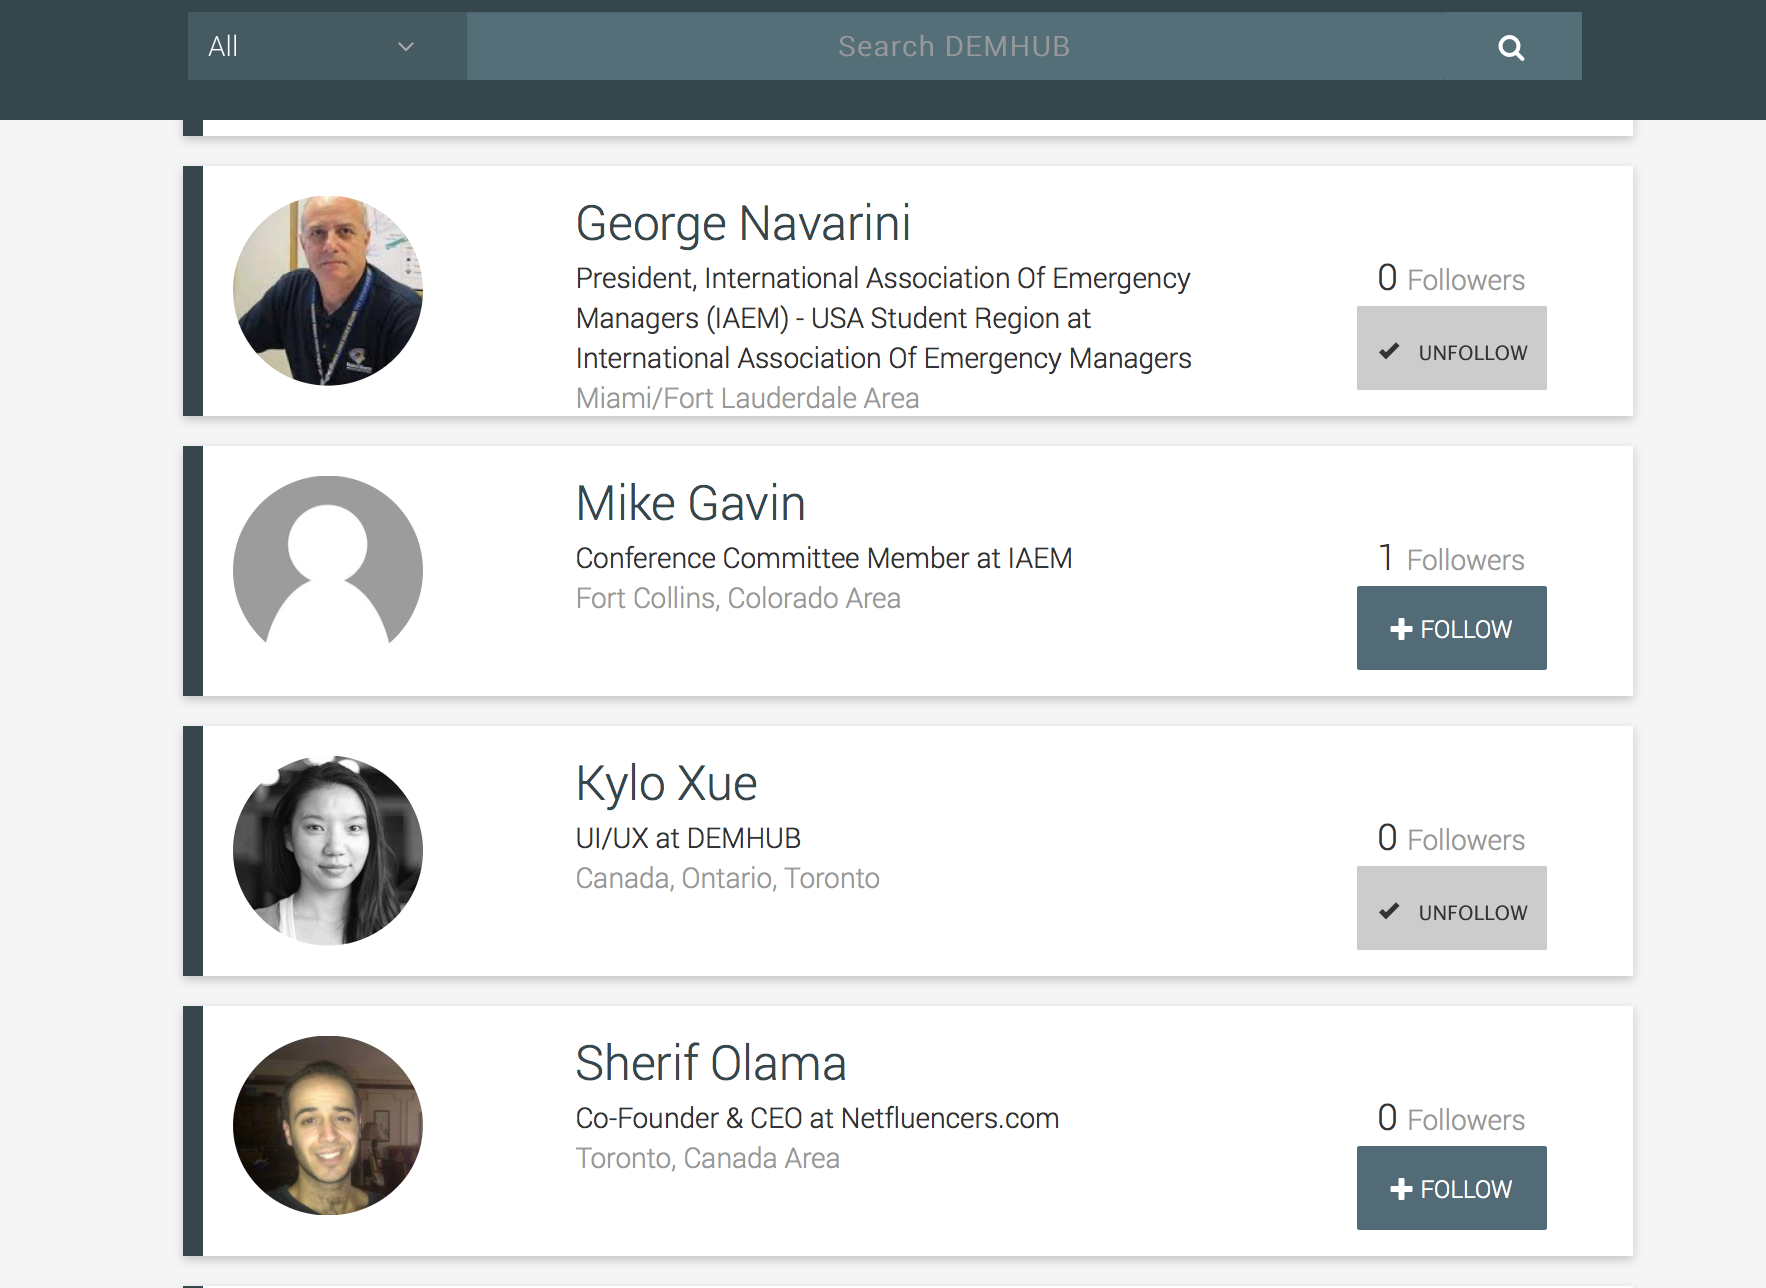 All
Search DEMHUB
George Navarini
President, International Association Of Emergency
Managers (IAEM) - USA Student Region at
International Association Of Emergency Managers
Miami/Fort Lauderdale Area
0 Followers
UNFOLLOW
Mike Gavin
Conference Committee Member at IAEM
Fort Collins, Colorado Area
1 Followers
FOLLOW
Kylo Xue
UI/UX at DEMHUB
Canada, Ontario, Toronto
0 Followers
UNFOLLOW
Sherif Olama
Co-Founder & CEO at Netfluencers.com
Toronto, Canada Area
0 Followers
FOLLOW